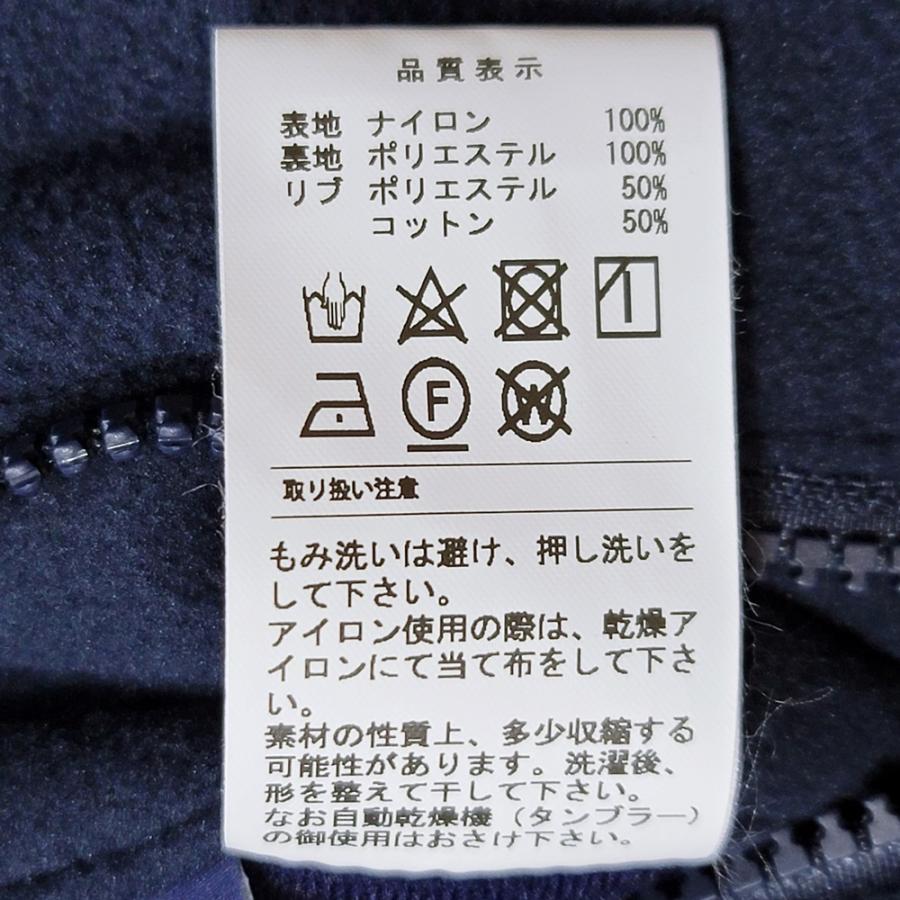 品質表示
表地 ナイロン 100%
裏地 ポリエステル 100%
リブ ポリエステル 50%
コットン 50%
F
W
取り扱い注意
もみ洗いは避け、押し洗いを
して下さい。
アイロン使用の際は、乾燥ア
イロンにて当て布をして下さ
い。
素材の性質上、多少収縮する
可能性があります。洗濯後、
形を整えて干して下さい。
なお自動乾燥機（タンブラー）
の御使用はおさけ下さい。